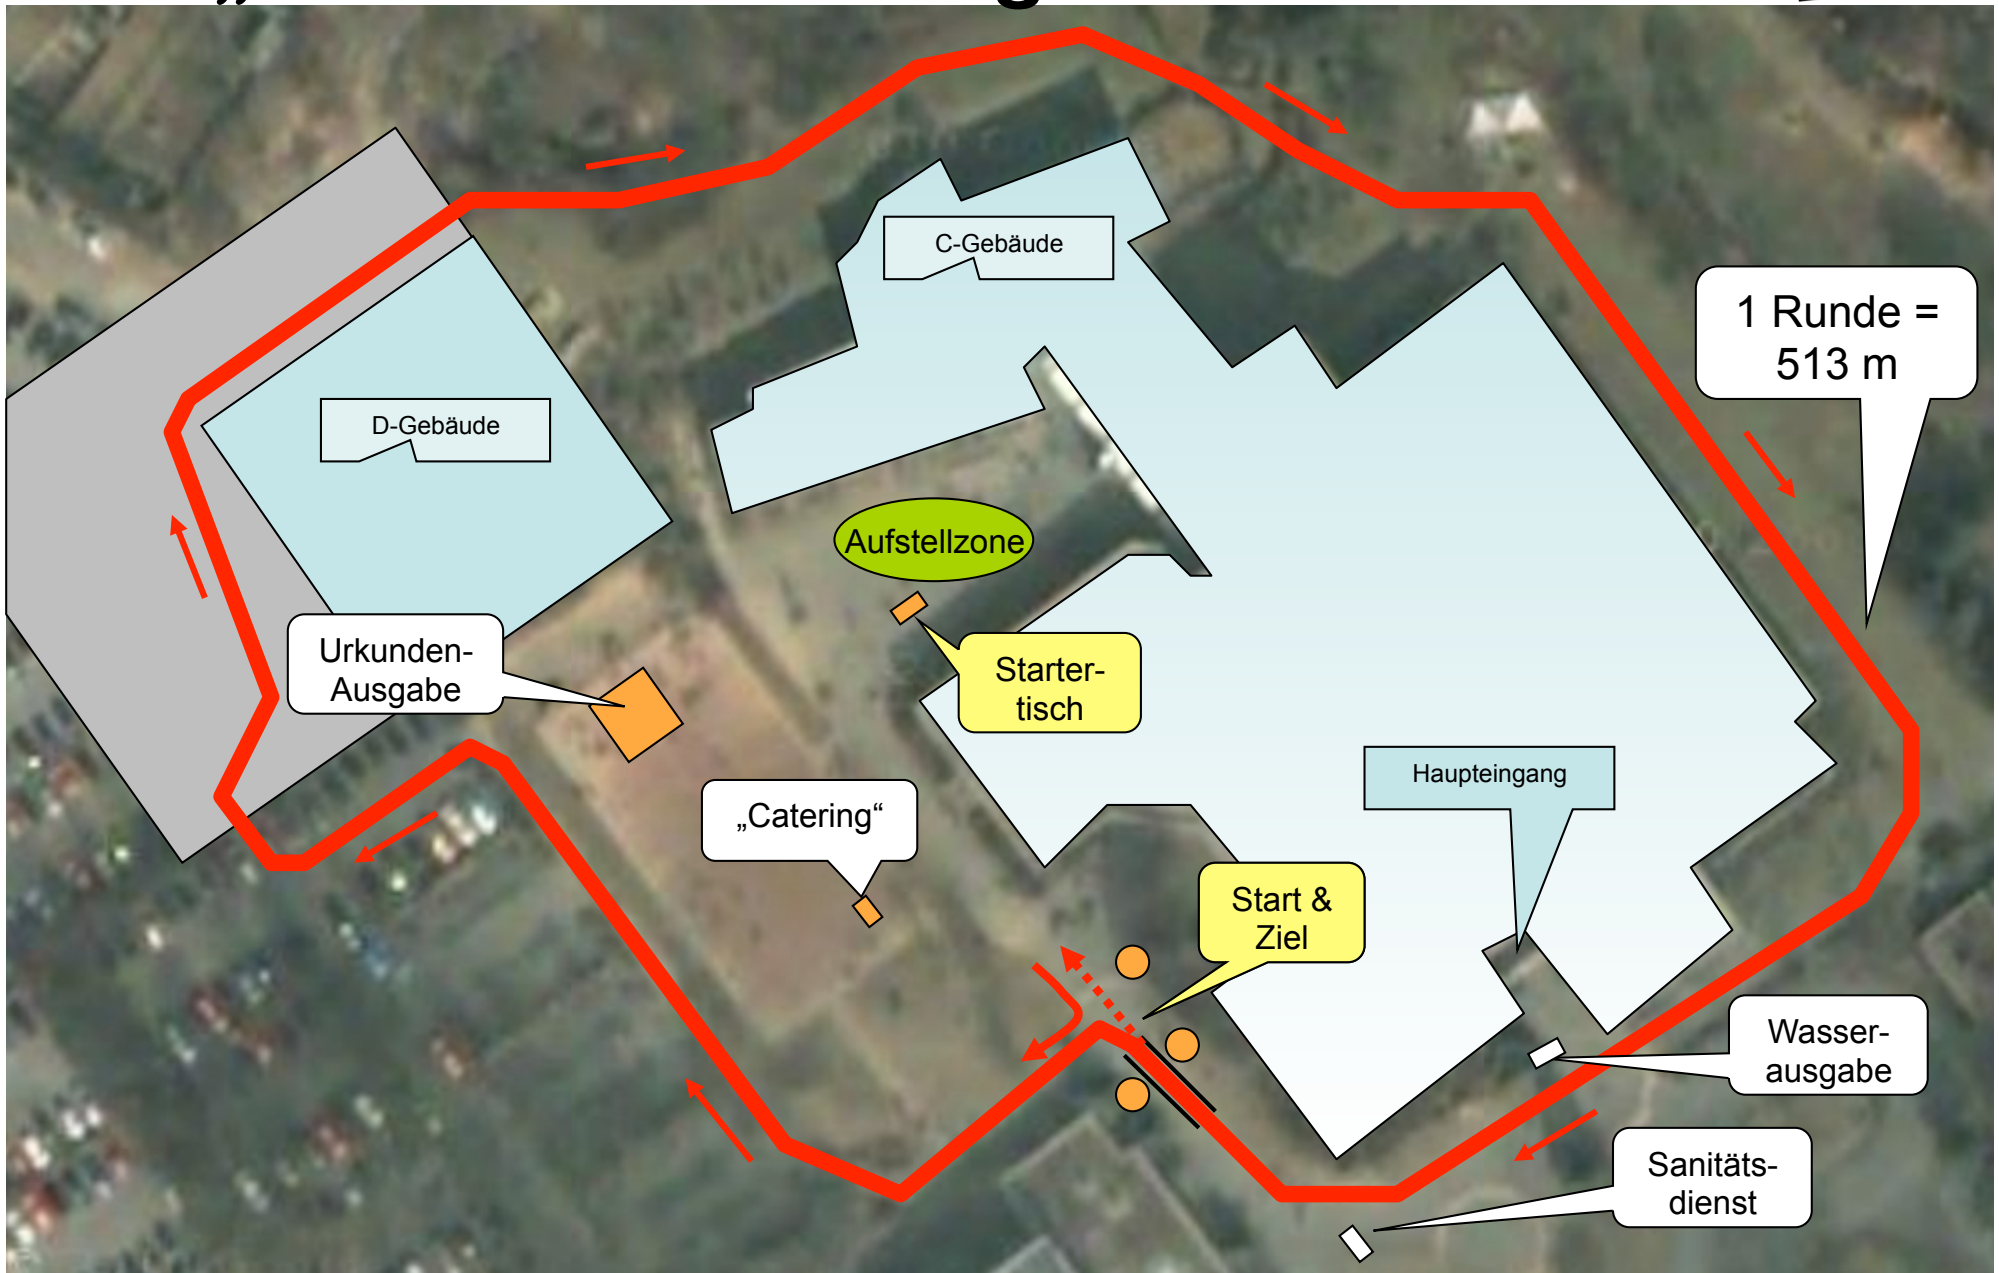 C-Gebäude
1 Runde =
513 m
D-Gebäude
Aufstellzone
Urkunden-
Ausgabe
Starter-
tisch
Haupteingang
„Catering“
Start &
Ziel
Wasser-
ausgabe
Sanitäts-
dienst